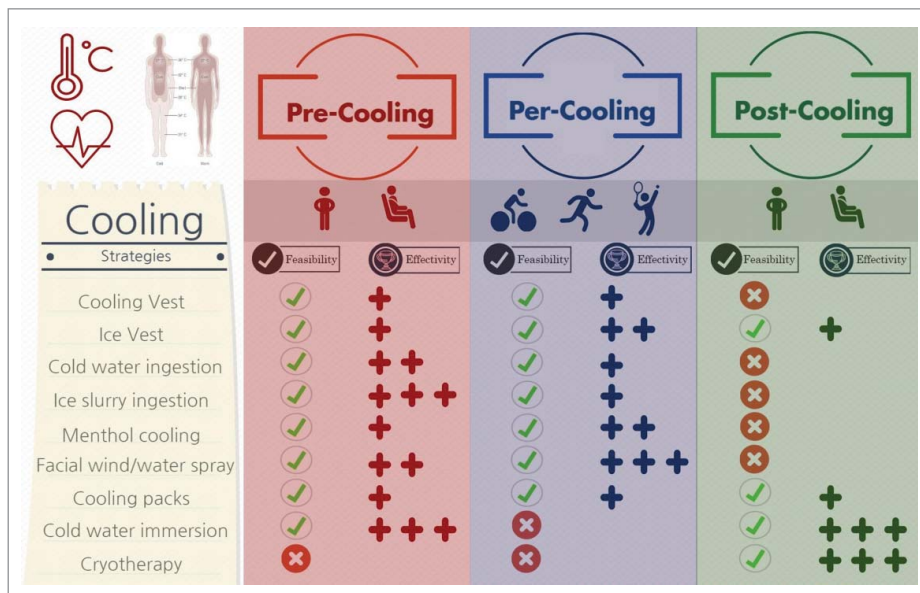 °C
Pre-Cooling
Per-Cooling
Post-Cooling
Cooling
Strategies
Feasibility
Effectivity
Feasibility
Effectivity
Feasibility
Effectivity
Cooling Vest
Ice Vest
Cold water ingestion
Ice slurry ingestion
Menthol cooling
Facial wind/water spray
Cooling packs
Cold water immersion
Cryotherapy